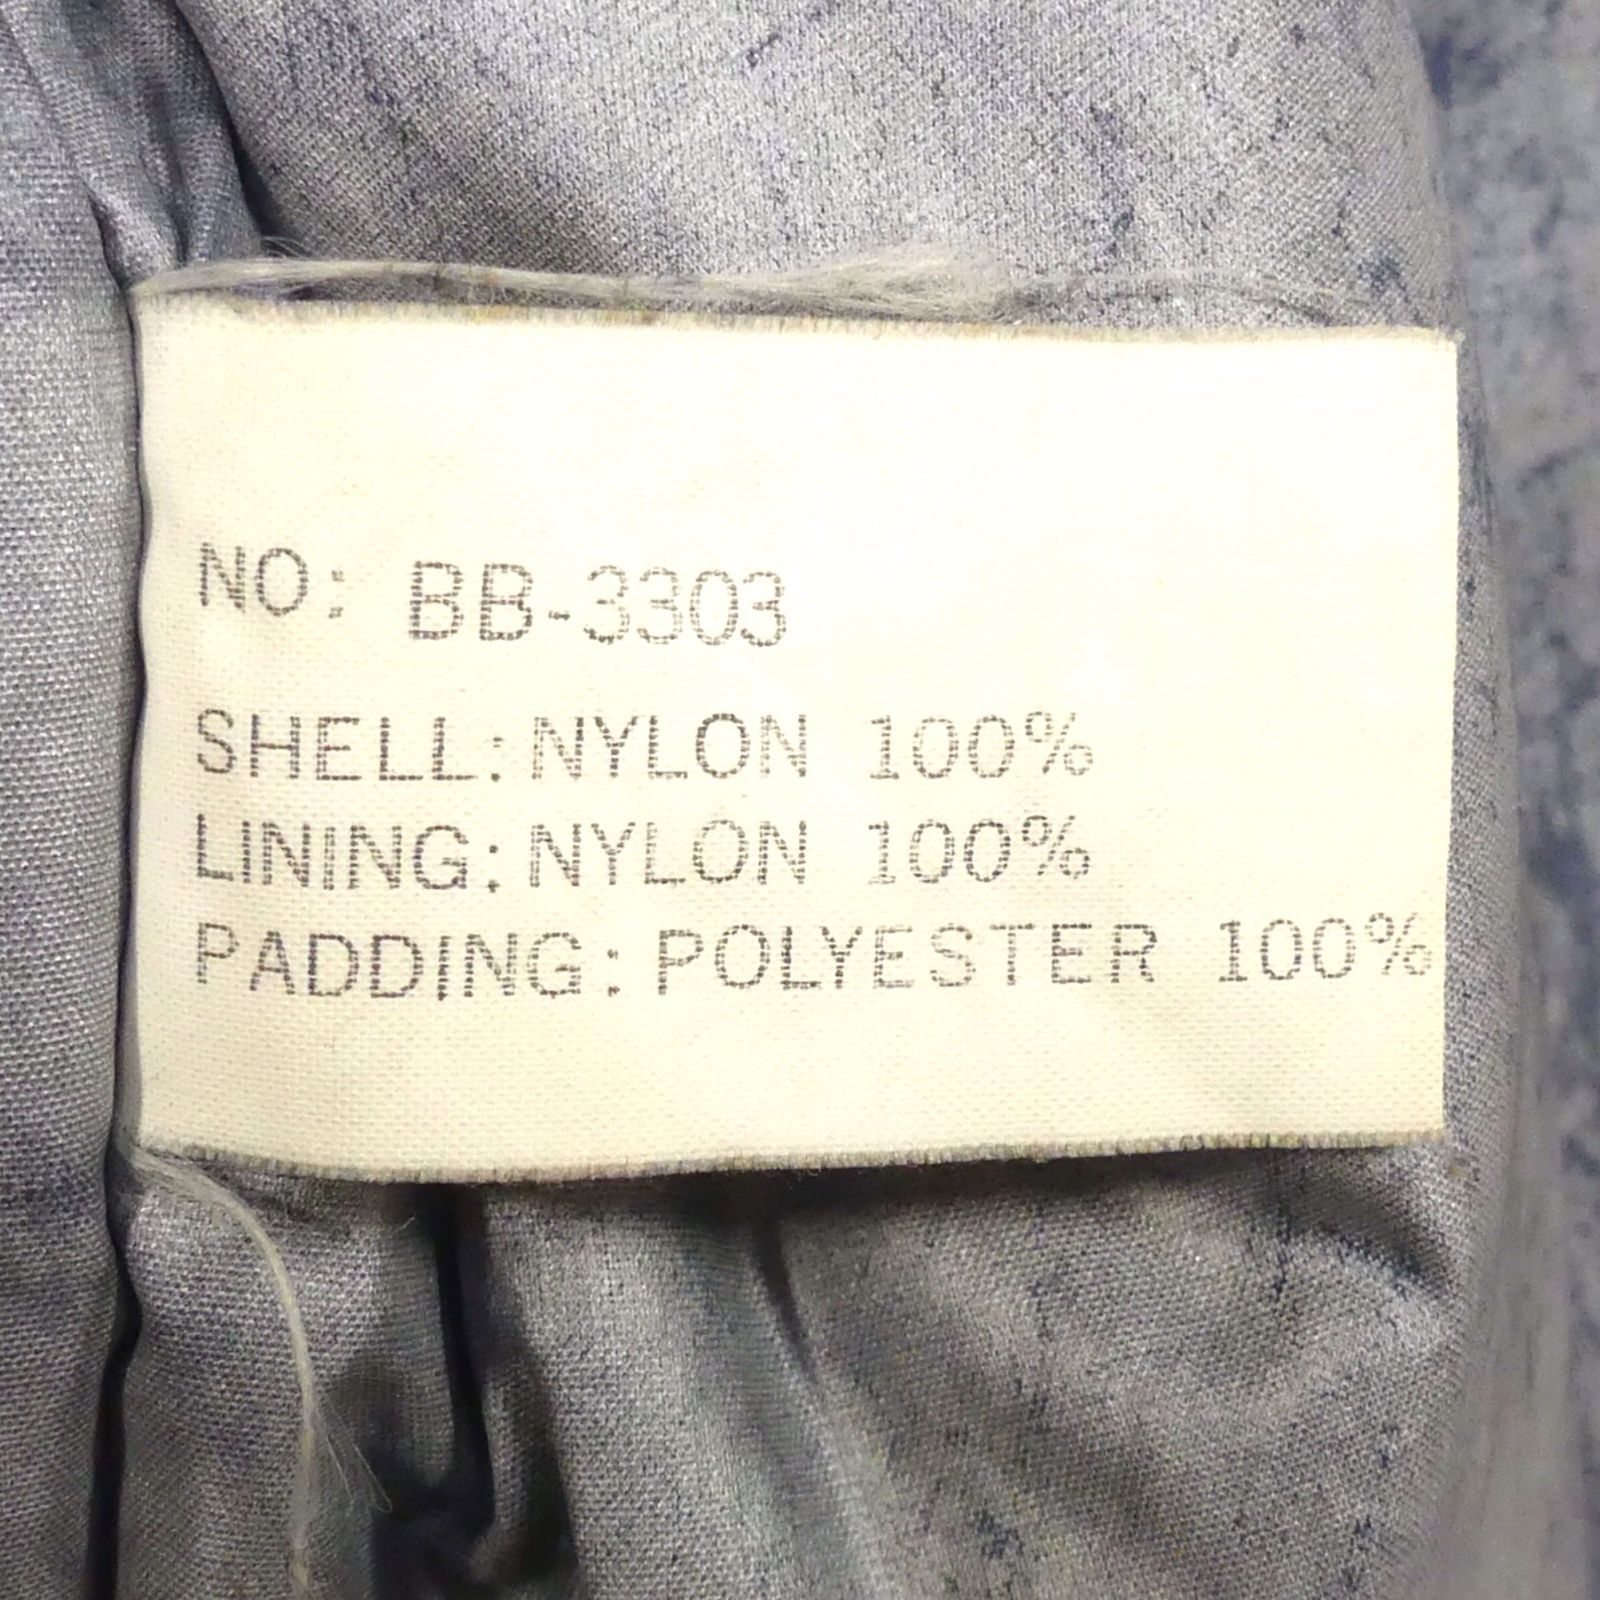 NO: BB-3303
SHELL: NYLON 100%
LINING: NYLON 100%
PADDING: POLYESTER 100%